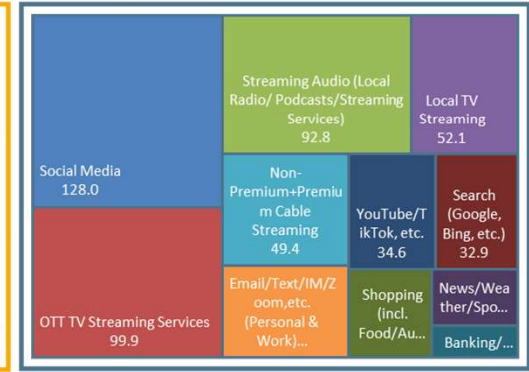 Social Media
128.0
OTT TV Streaming Services
99.9
Streaming Audio (Local
Radio/ Podcasts/Streaming
Services)
92.8
Local TV
Streaming
52.1
Non-
Premium+Premiu
m Cable
Streaming
49.4
YouTube/T
ikTok, etc.
34.6
Search
(Google,
Bing, etc.)
32.9
Email/Text/IM/Z
oom,etc.
(Personal &
Work)...
Shopping
(incl.
Food/Au...
News/Wea
ther/Spo...
Banking/...